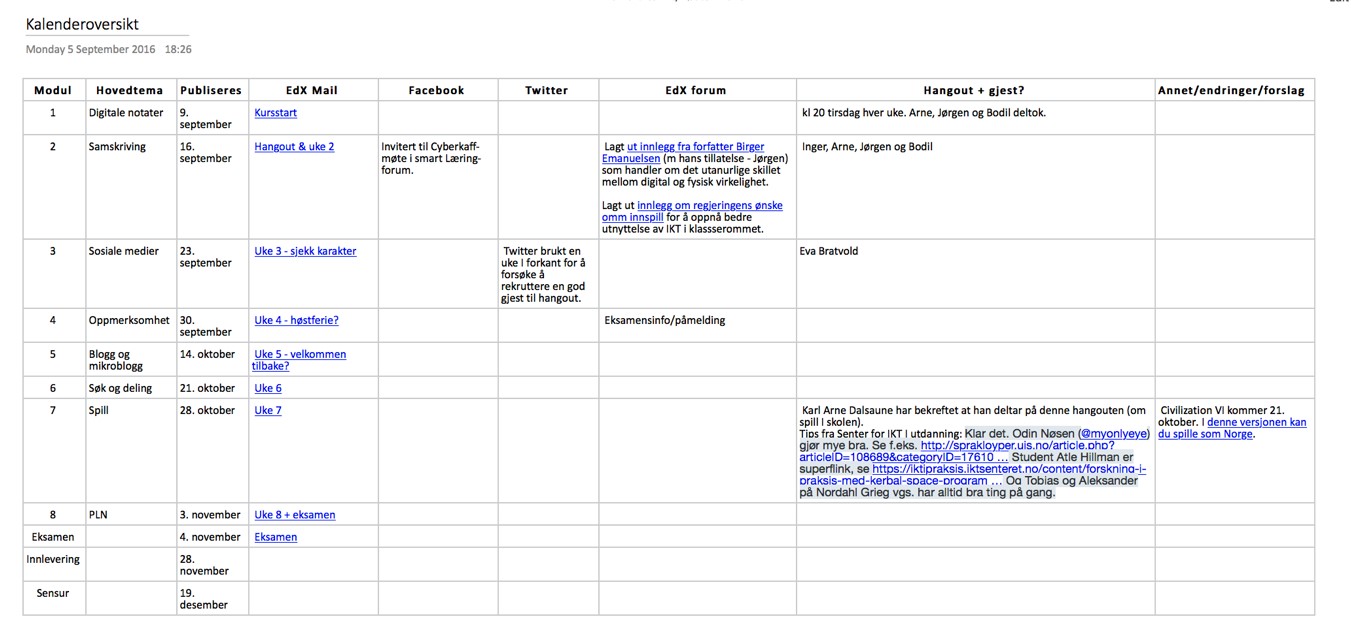 Kalenderoversikt
Monday 5 September 2016 18:26
Modul Hovedtema Publiseres EdX Mail Facebook Twitter EdX forum Hangout + gjest? Annet/endringer/forslag
1 Digitale notater 9. Kursstart kl 20 tirsdag hver uke. Arne, Jørgen og Bodil deltok.
september
2 Samskriving 16. Hangout & uke 2 Invitert til Cyberkaff- Lagt ut innlegg fra forfatter Birger Inger, Arne, Jørgen og Bodil
september møte i smart Læring- Emanuelsen (m hans tillatelse - Jørgen)
forum. som handler om det utanurlige skillet
mellom digital og fysisk virkelighet.
Lagt ut innlegg om regjeringens ønske
omm innspill for å oppnå bedre
utnyttelse av IKT i klassserommet.
3 Sosiale medier 23. Uke 3 - sjekk karakter Twitter brukt en Eva Bratvold
september uke I forkant for å
forsøke å
rekruttere en god
gjest til hangout.
4 Oppmerksomhet 30. Uke 4 - høstferie? Eksamensinfo/påmelding
september
5 Blogg og 14. oktober Uke 5 - velkommen
mikroblogg tilbake?
6 Søk og deling 21. oktober Uke 6
7 Spill 28. oktober Uke 7 Karl Arne Dalsaune har bekreftet at han deltar på denne hangouten (om Civilization VI kommer 21.
spill I skolen). oktober. I denne versjonen kan
Tips fra Senter for IKT I utdanning: Klar det. Odin Nøsen (@myonlyeye) du spille som Norge.
gjør mye bra. Se f.eks. http://sprakloyper.uis.no/article.php?
articleID=108689&categoryID=17610 ... Student Atle Hillman er
superflink, se https://iktipraksis.iktsenteret.no/content/forskning-i-
praksis-med-kerbal-space-program ... Og Tobias og Aleksander
på Nordahl Grieg vgs. har alltid bra ting på gang.
8 PLN 3. november Uke 8 + eksamen
Eksamen 4. november Eksamen
Innlevering 28.
november
Sensur 19.
desember